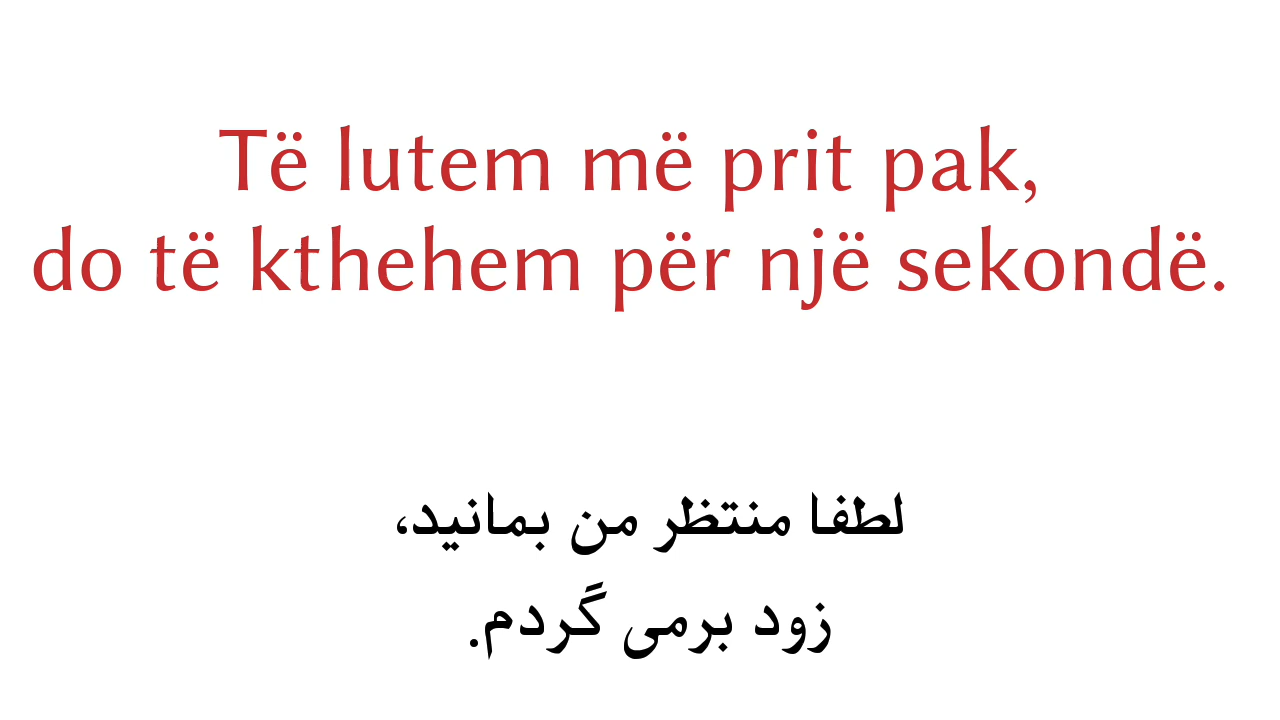 Të lutem më prit pak,
do të kthehem për një sekondë.
لطفا منتظر من بمانید،
زود برمی گردم.